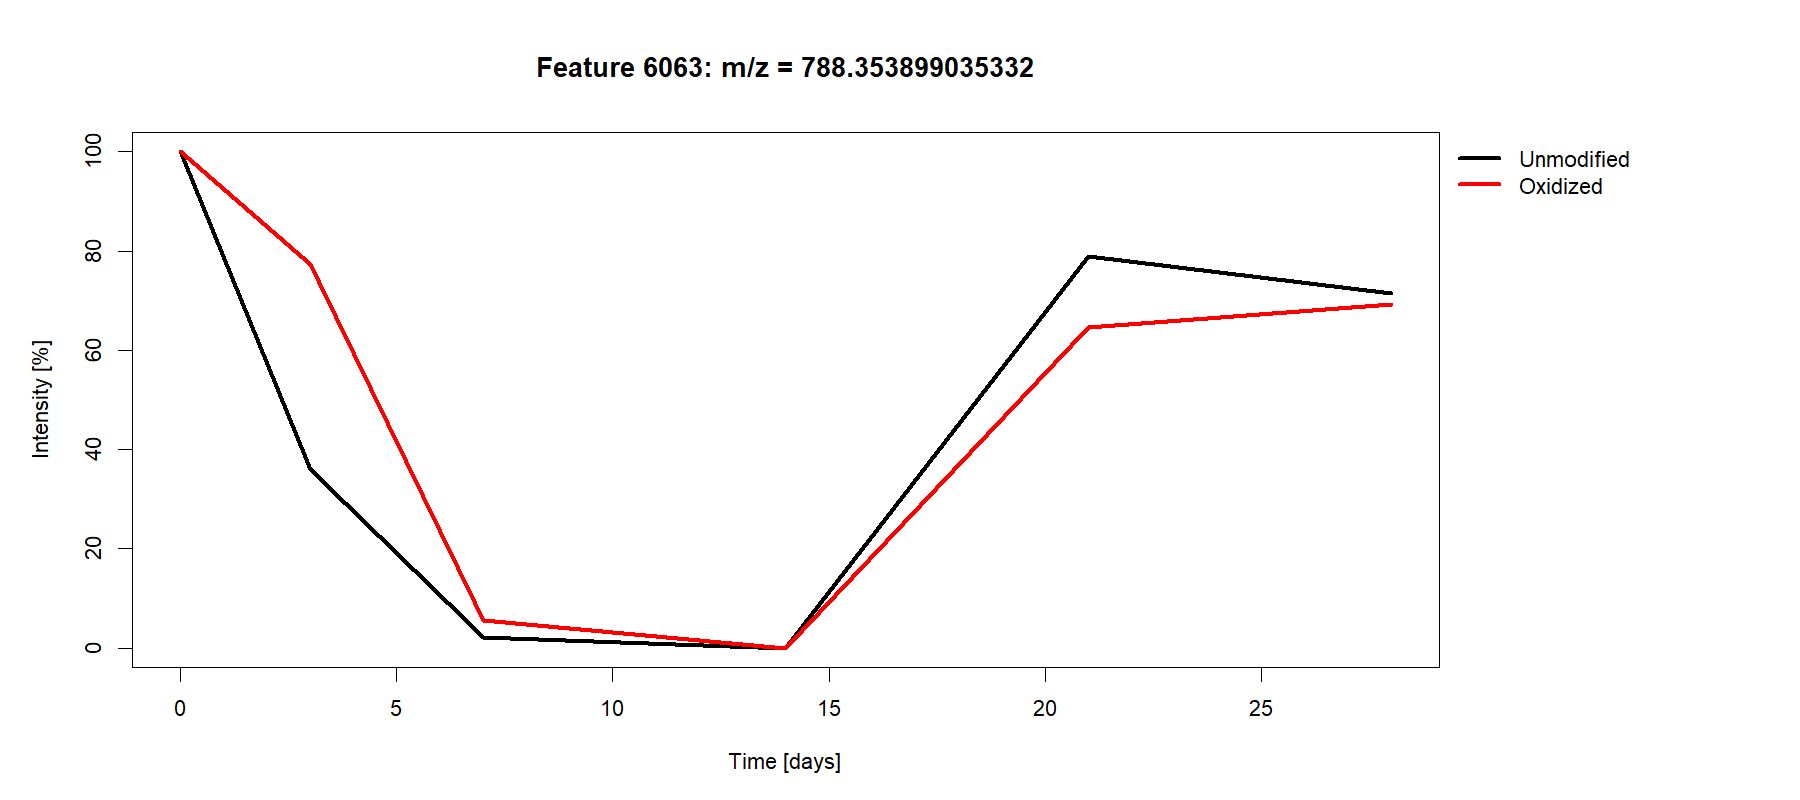 Feature 6063: m/z = 788.353899035332
Unmodified
Oxidized
Intensity [%]
100
80
60
40
20
0
0 5 10 15 20 25
Time [days]